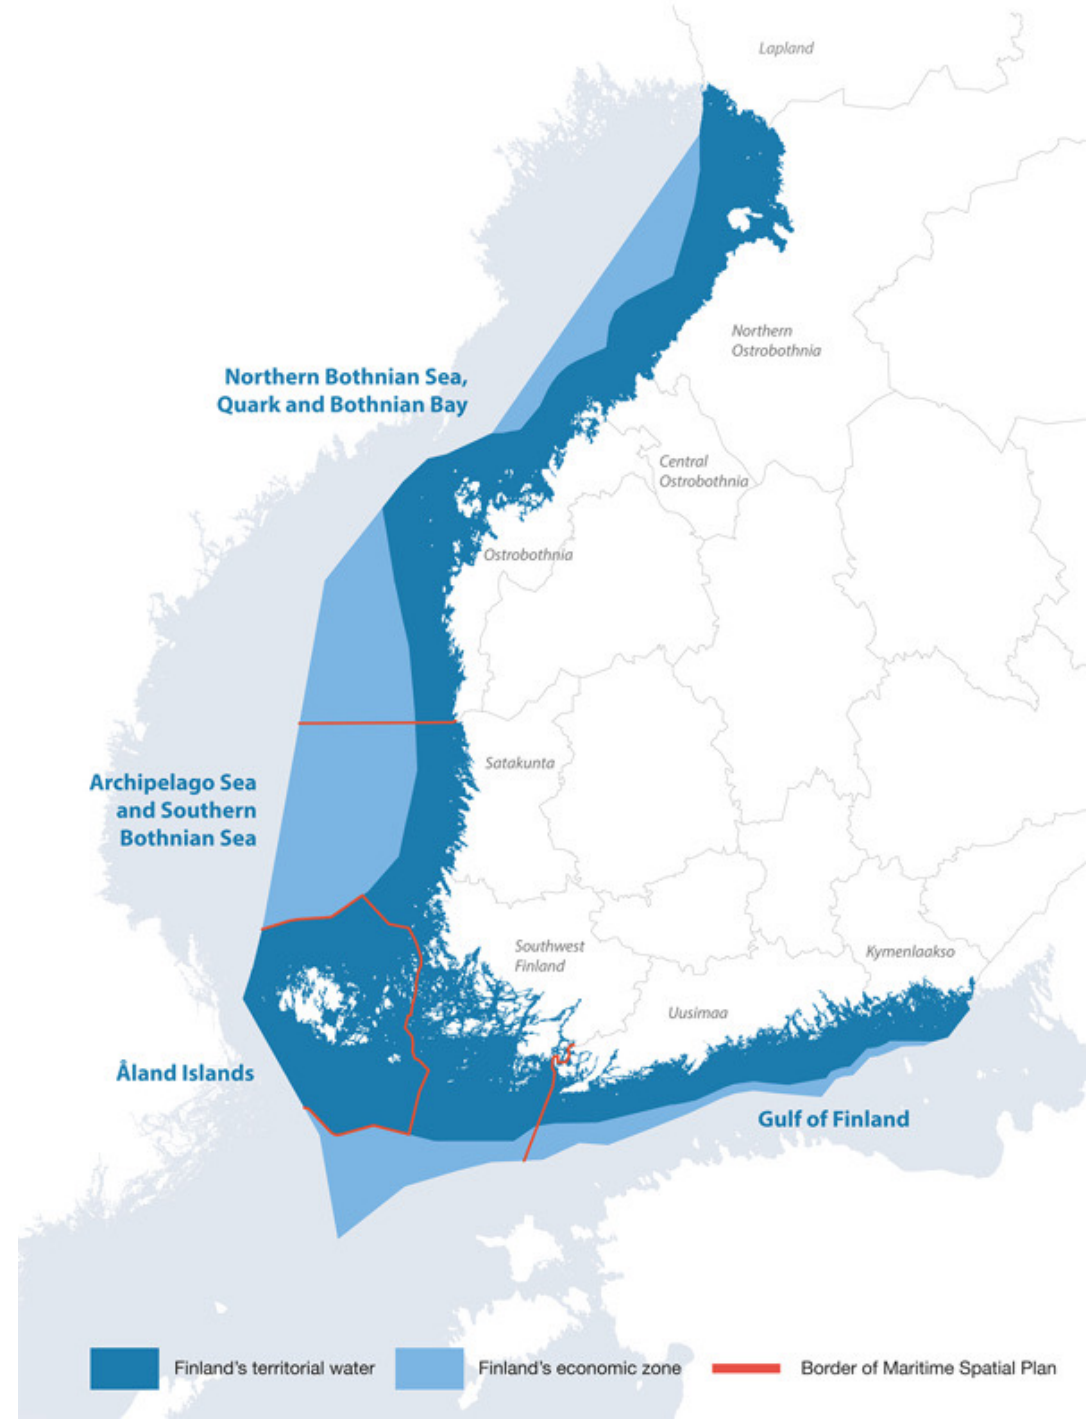 Lapland
Northern
Ostrobothnia
Northern Bothnian Sea,
Quark and Bothnian Bay
Central
Ostrobothnia
Ostrobothnia
Satakunta
Archipelago Sea
and Southern
Bothnian Sea
Southwest
Finland
Kymenlaakso
Uusimaa
Åland Islands
Gulf of Finland
Finland's territorial water
Finland's economic zone
Border of Maritime Spatial Plan